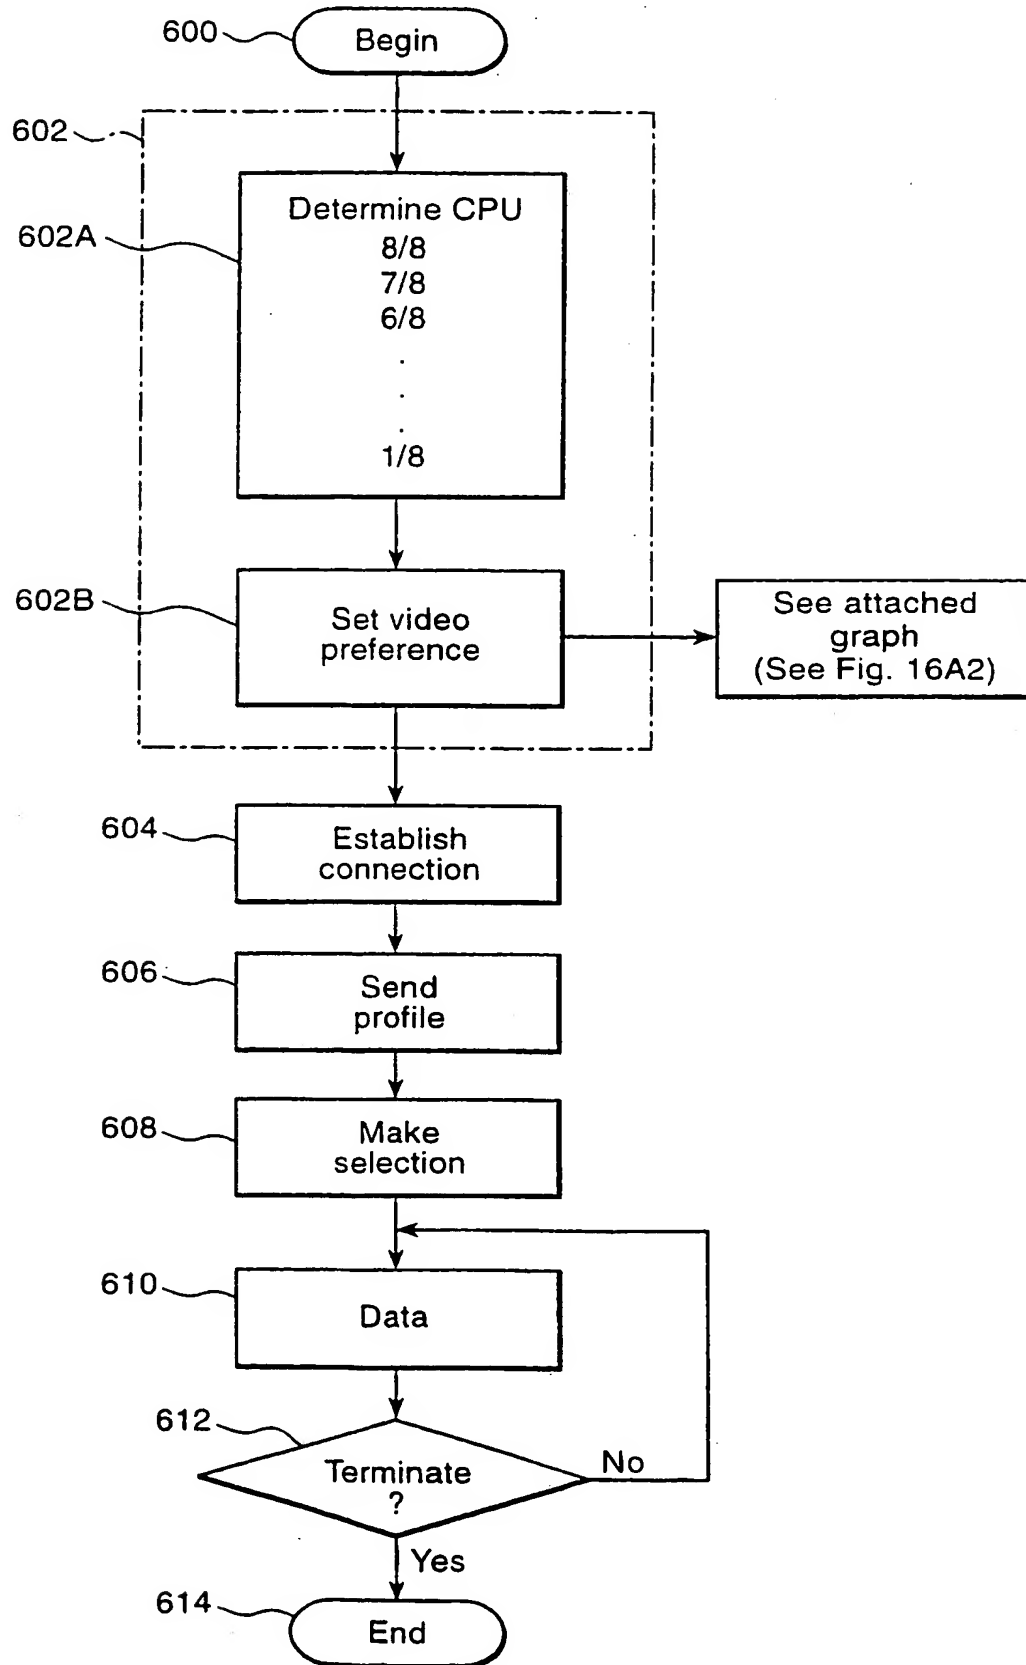 600
Begin
602
602A
Determine CPU
8/8
7/8
6/8
.
.
.
1/8
602B
Set video
preference
See attached
graph
(See Fig. 16A2)
604
Establish
connection
606
Send
profile
608
Make
selection
610
Data
612
Terminate
?
No
Yes
614
End